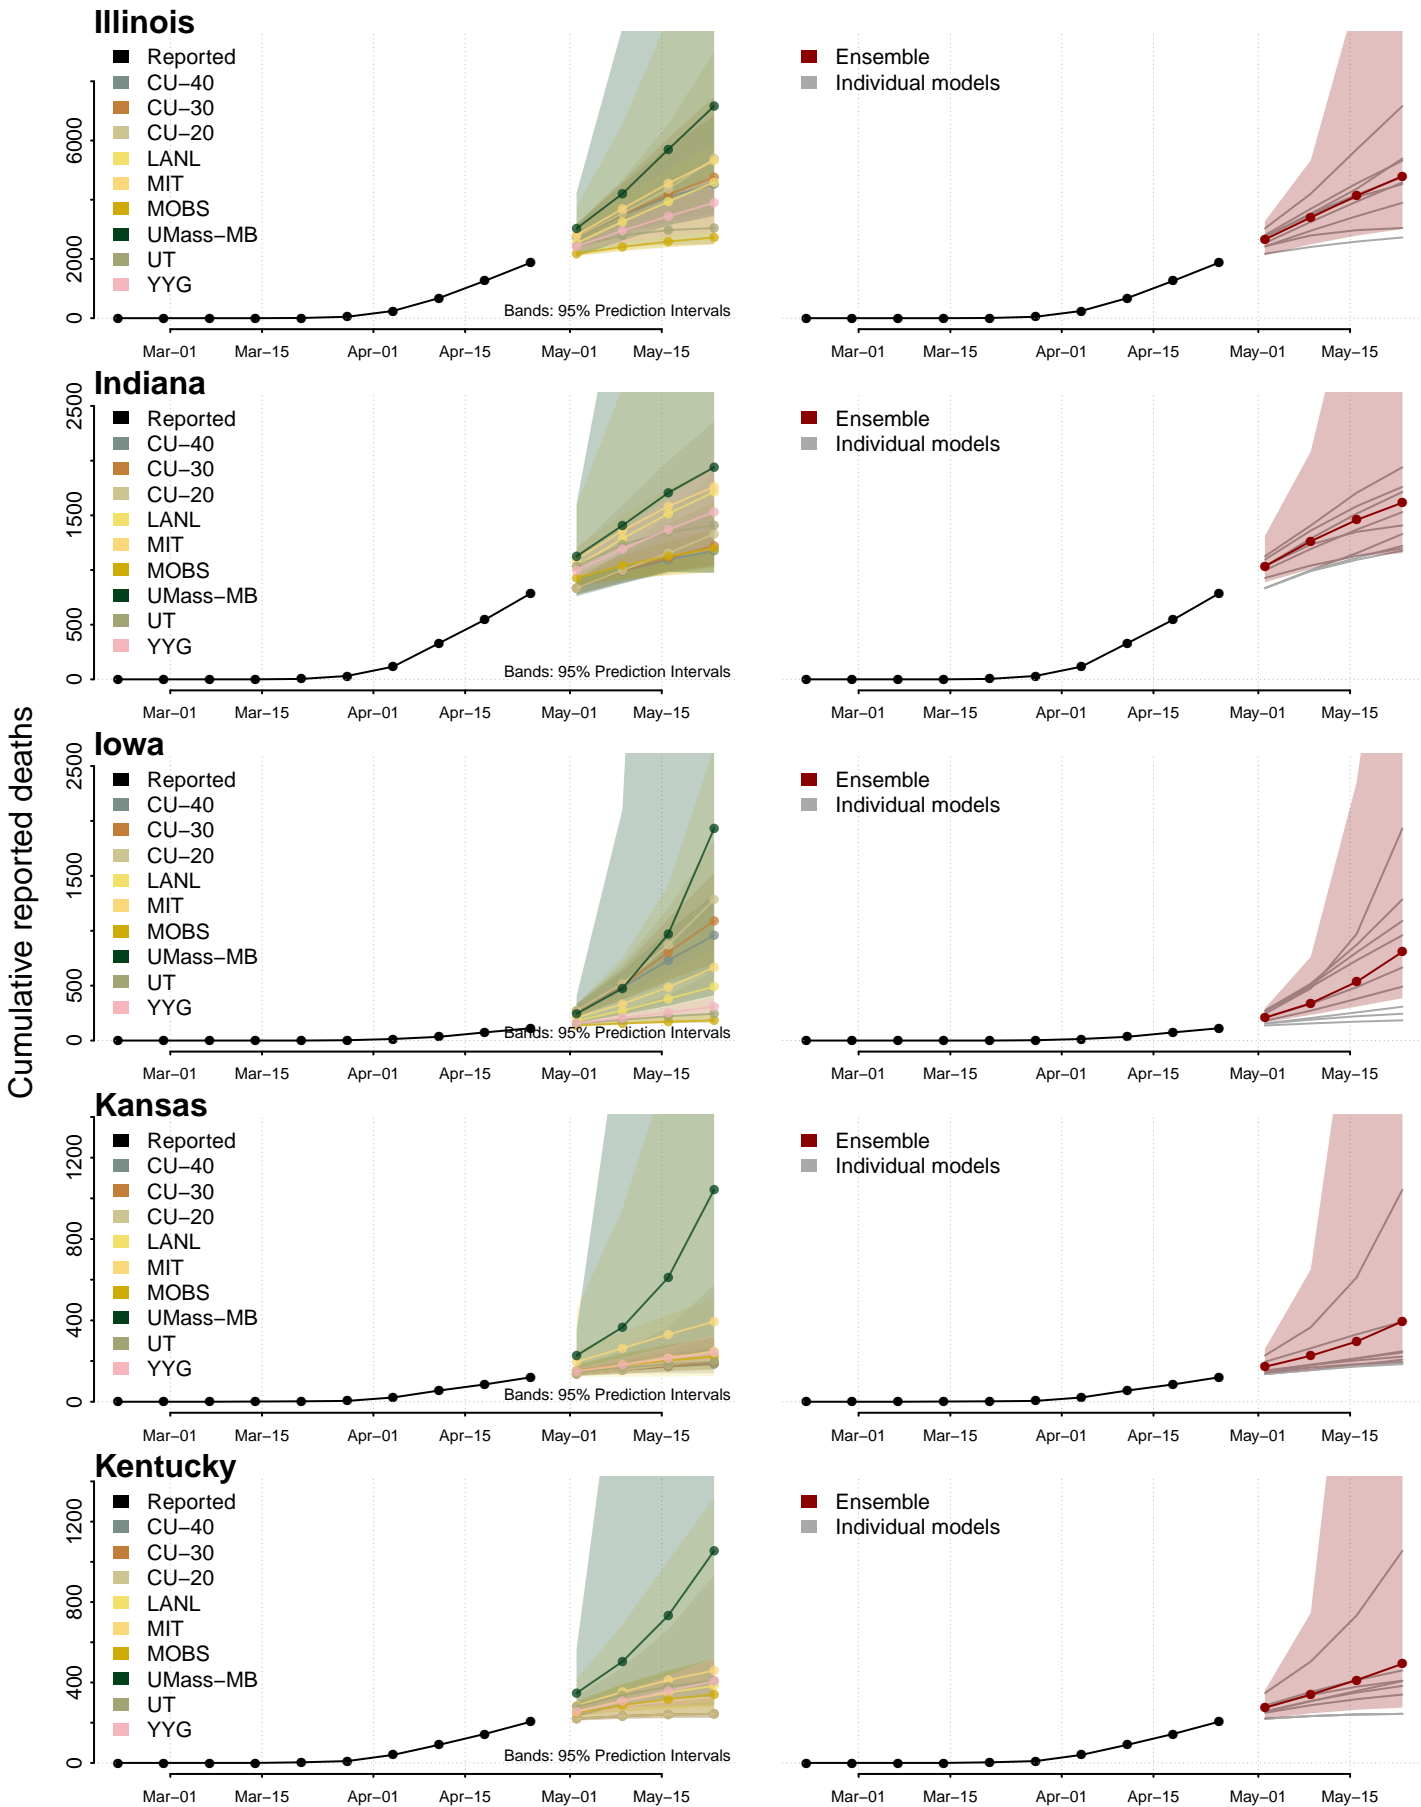 Cumulative reported deaths
Illinois
Reported
CU−40
CU−30
CU−20
LANL
MIT
MOBS
UMass−MB
UT
YYG
Bands: 95% Prediction Intervals
0
2000
6000
Mar−01 Mar−15 Apr−01 Apr−15 May−01 May−15
Ensemble
Individual models
Mar−01 Mar−15 Apr−01 Apr−15 May−01 May−15
Indiana
Reported
CU−40
CU−30
CU−20
LANL
MIT
MOBS
UMass−MB
UT
YYG
Bands: 95% Prediction Intervals
0
500
1500
2500
Mar−01 Mar−15 Apr−01 Apr−15 May−01 May−15
Ensemble
Individual models
Mar−01 Mar−15 Apr−01 Apr−15 May−01 May−15
Iowa
Reported
CU−40
CU−30
CU−20
LANL
MIT
MOBS
UMass−MB
UT
YYG
Bands: 95% Prediction Intervals
0
500
1500
2500
Mar−01 Mar−15 Apr−01 Apr−15 May−01 May−15
Ensemble
Individual models
Mar−01 Mar−15 Apr−01 Apr−15 May−01 May−15
Kansas
Reported
CU−40
CU−30
CU−20
LANL
MIT
MOBS
UMass−MB
UT
YYG
Bands: 95% Prediction Intervals
0
400
800
1200
Mar−01 Mar−15 Apr−01 Apr−15 May−01 May−15
Ensemble
Individual models
Mar−01 Mar−15 Apr−01 Apr−15 May−01 May−15
Kentucky
Reported
CU−40
CU−30
CU−20
LANL
MIT
MOBS
UMass−MB
UT
YYG
Bands: 95% Prediction Intervals
0
400
800
1200
Mar−01 Mar−15 Apr−01 Apr−15 May−01 May−15
Ensemble
Individual models
Mar−01 Mar−15 Apr−01 Apr−15 May−01 May−15